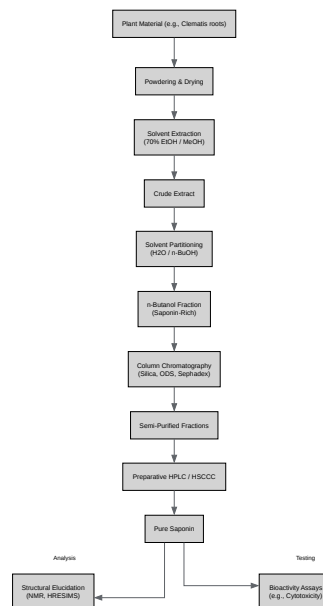 Plant Material (e.g., Clematis roots)
Powdering & Drying
Solvent Extraction
(70% EtOH / MeOH)
Crude Extract
Solvent Partitioning
(H2O / n-BuOH)
n-Butanol Fraction
(Saponin-Rich)
Column Chromatography
(Silica, ODS, Sephadex)
Semi-Purified Fractions
Preparative HPLC / HSCCC
Pure Saponin
Analysis
Testing
Structural Elucidation
(NMR, HRESIMS)
Bioactivity Assays
(e.g., Cytotoxicity)